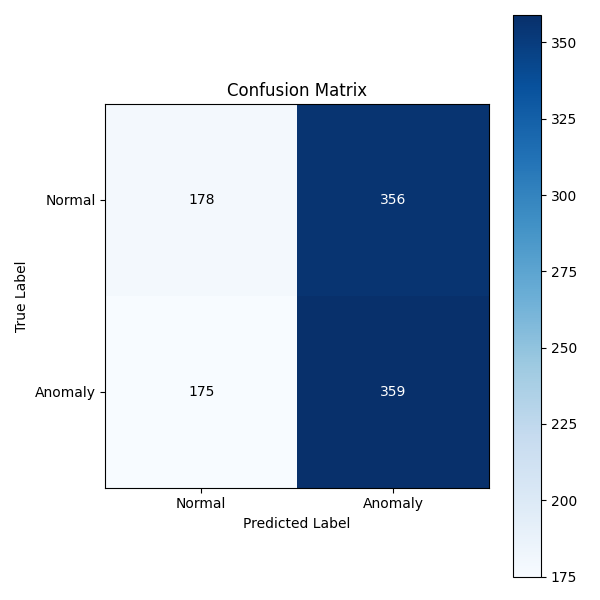 Confusion Matrix
350
325
300
275
250
225
200
175
True Label
Normal
178
356
Anomaly
175
359
Normal
Anomaly
Predicted Label